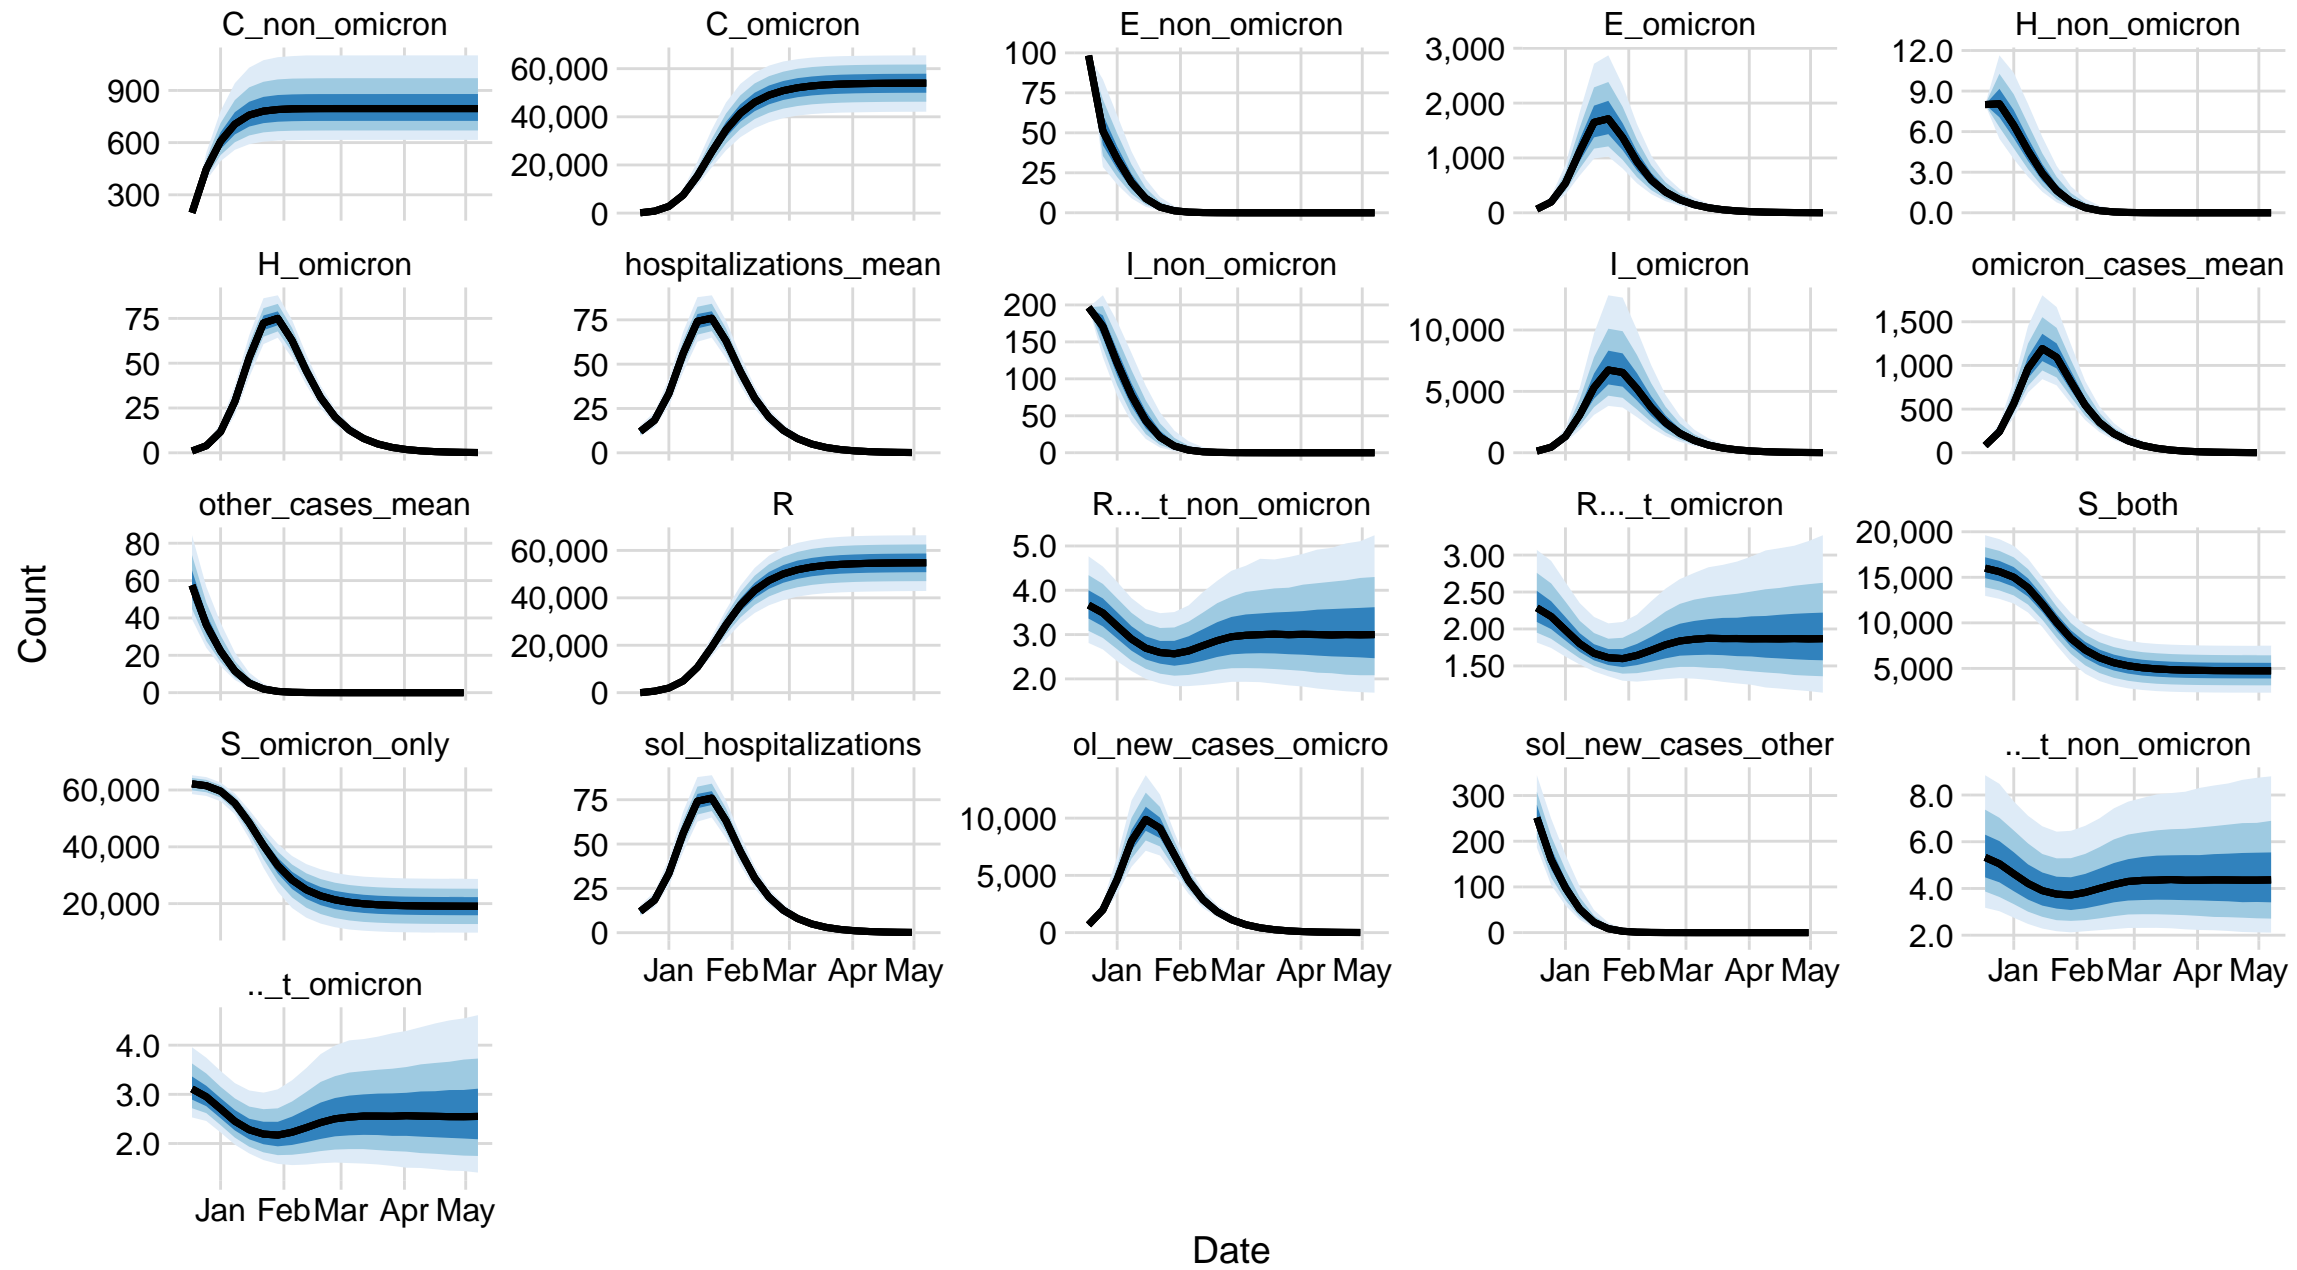 C_non_omicron C_omicron E_non_omicron E_omicron H_non_omicron
900 600 300
60,000 40,000 20,000 0
100 75 50 25 0
3,000 2,000 1,000 0
12.0 9.0 6.0 3.0 0.0
H_omicron hospitalizations_mean I_non_omicron I_omicron omicron_cases_mean
75 50 25 0
75 50 25 0
200 150 100 50 0
10,000 5,000 0
1,500 1,000 500 0
other_cases_mean R R..._t_non_omicron R..._t_omicron S_both
80 60 40 20 0
60,000 40,000 20,000 0
5.0 4.0 3.0 2.0
3.00 2.50 2.00 1.50
20,000 15,000 10,000 5,000
S_omicron_only sol_hospitalizations ol_new_cases_omicro sol_new_cases_other .._t_non_omicron
60,000 40,000 20,000
75 50 25 0
10,000 5,000 0
300 200 100 0
8.0 6.0 4.0 2.0
Jan Feb Mar Apr May
Jan Feb Mar Apr May
Jan Feb Mar Apr May
Jan Feb Mar Apr May
.._t_omicron
4.0 3.0 2.0
Jan Feb Mar Apr May
Count
Date